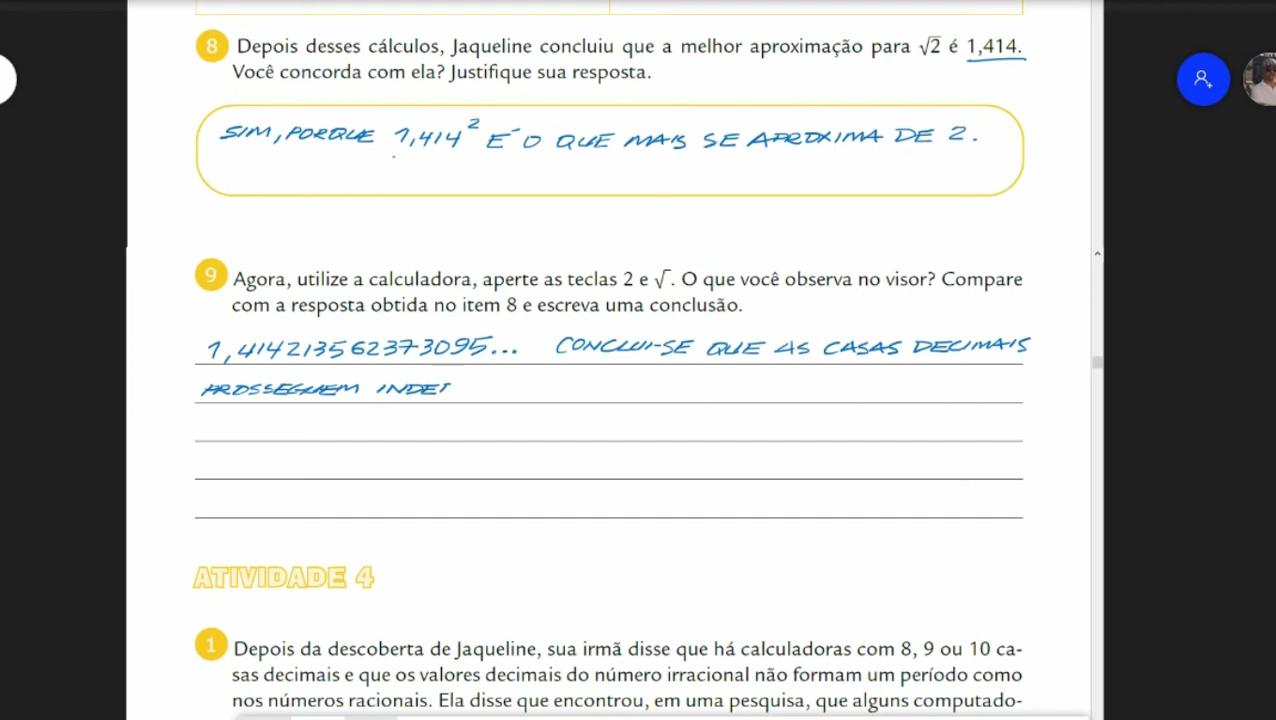 8 Depois desses cálculos, Jaqueline concluiu que a melhor aproximação para √2 é 1,414.
Você concorda com ela? Justifique sua resposta.
SIM, PORQUE 1,414² É O QUE MAIS SE APROXIMA DE 2.
9 Agora, utilize a calculadora, aperte as teclas 2 e √ . O que você observa no visor? Compare
com a resposta obtida no item 8 e escreva uma conclusão.
1,414213562373095... CONCLUI-SE QUE AS CASAS DECIMAIS
PROSSEGUEM INDET
ATIVIDADE 4
1 Depois da descoberta de Jaqueline, sua irmã disse que há calculadoras com 8, 9 ou 10 ca-
sas decimais e que os valores decimais do número irracional não formam um período como
nos números racionais. Ela disse que encontrou, em uma pesquisa, que alguns computado-